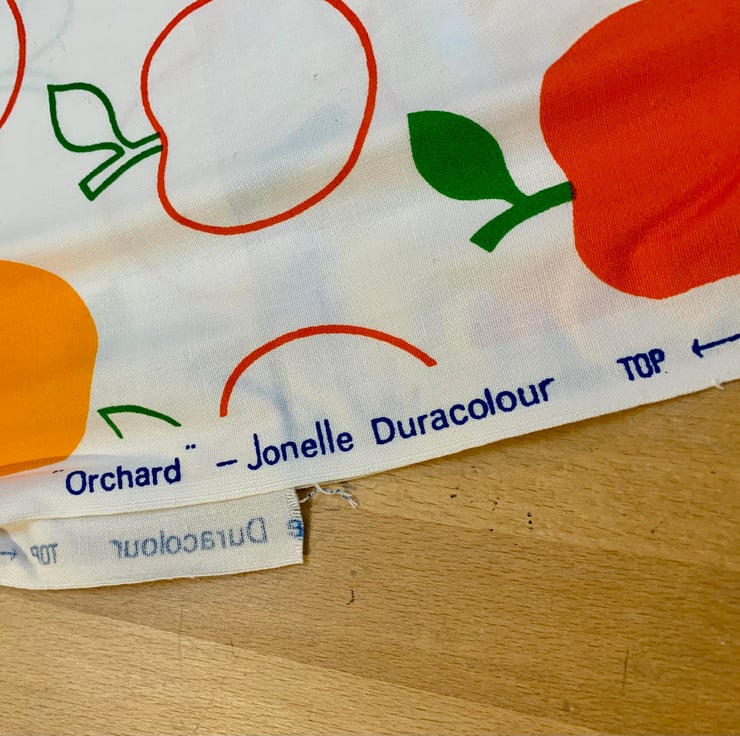 "Orchard" – Jonelle Duracolour TOP ←
e Duracolour TOP →